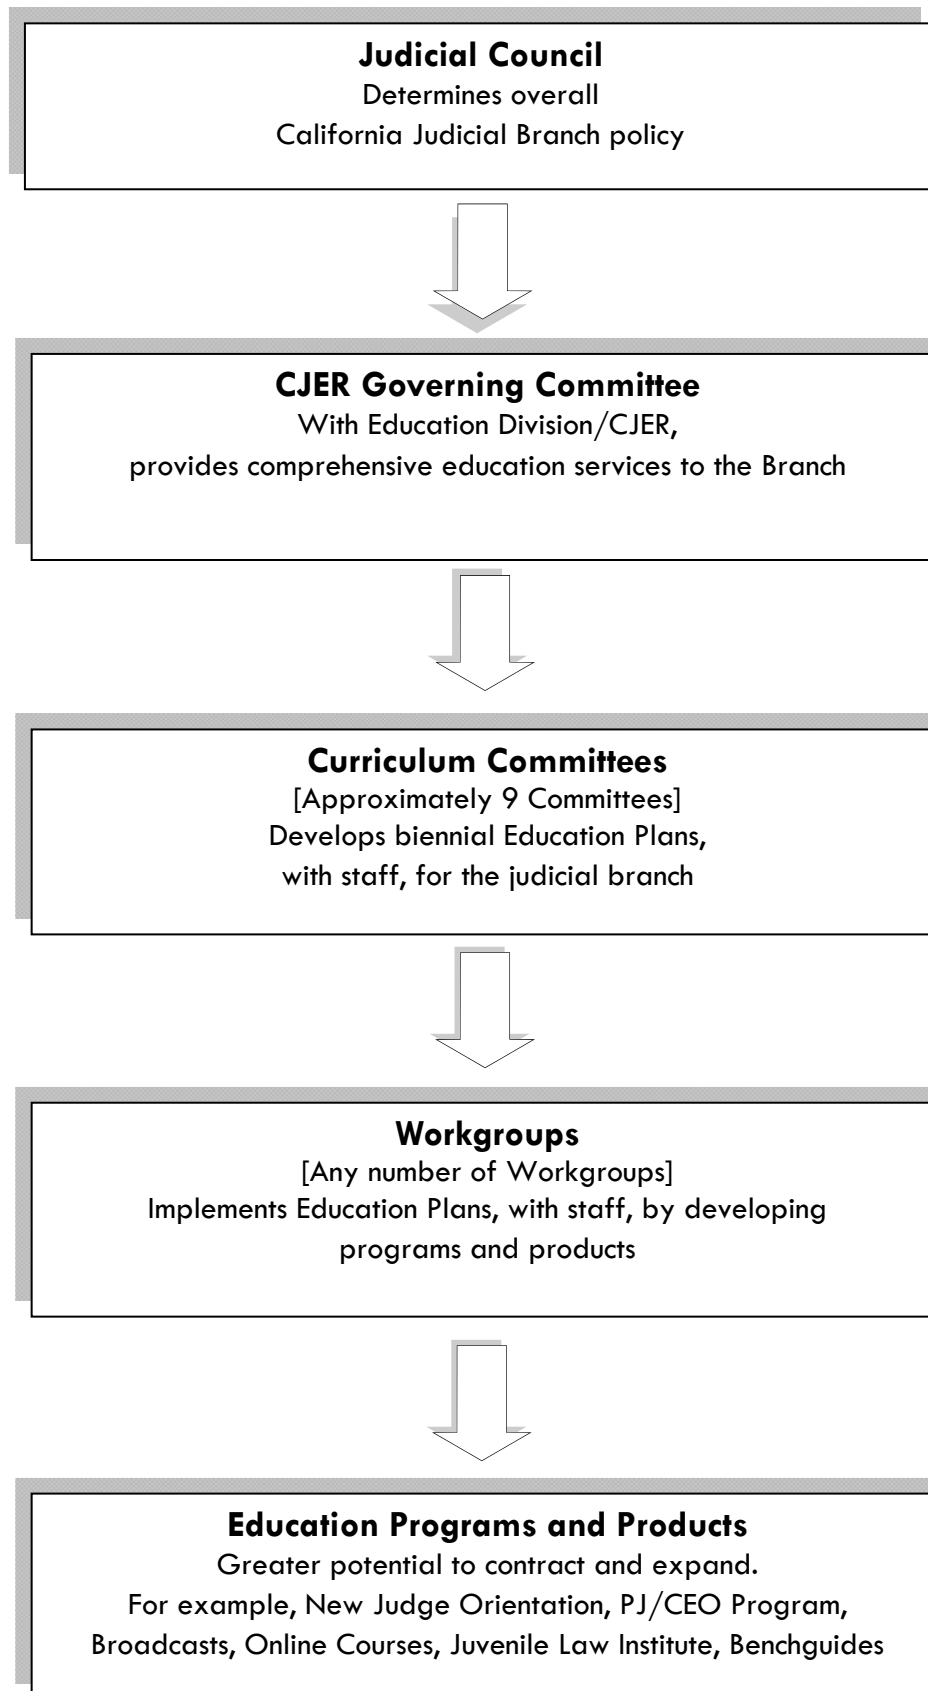 Judicial Council
Determines overall
California Judicial Branch policy
CJER Governing Committee
With Education Division/CJER,
provides comprehensive education services to the Branch
Curriculum Committees
[Approximately 9 Committees]
Develops biennial Education Plans,
with staff, for the judicial branch
Workgroups
[Any number of Workgroups]
Implements Education Plans, with staff, by developing
programs and products
Education Programs and Products
Greater potential to contract and expand.
For example, New Judge Orientation, PJ/CEO Program,
Broadcasts, Online Courses, Juvenile Law Institute, Benchguides